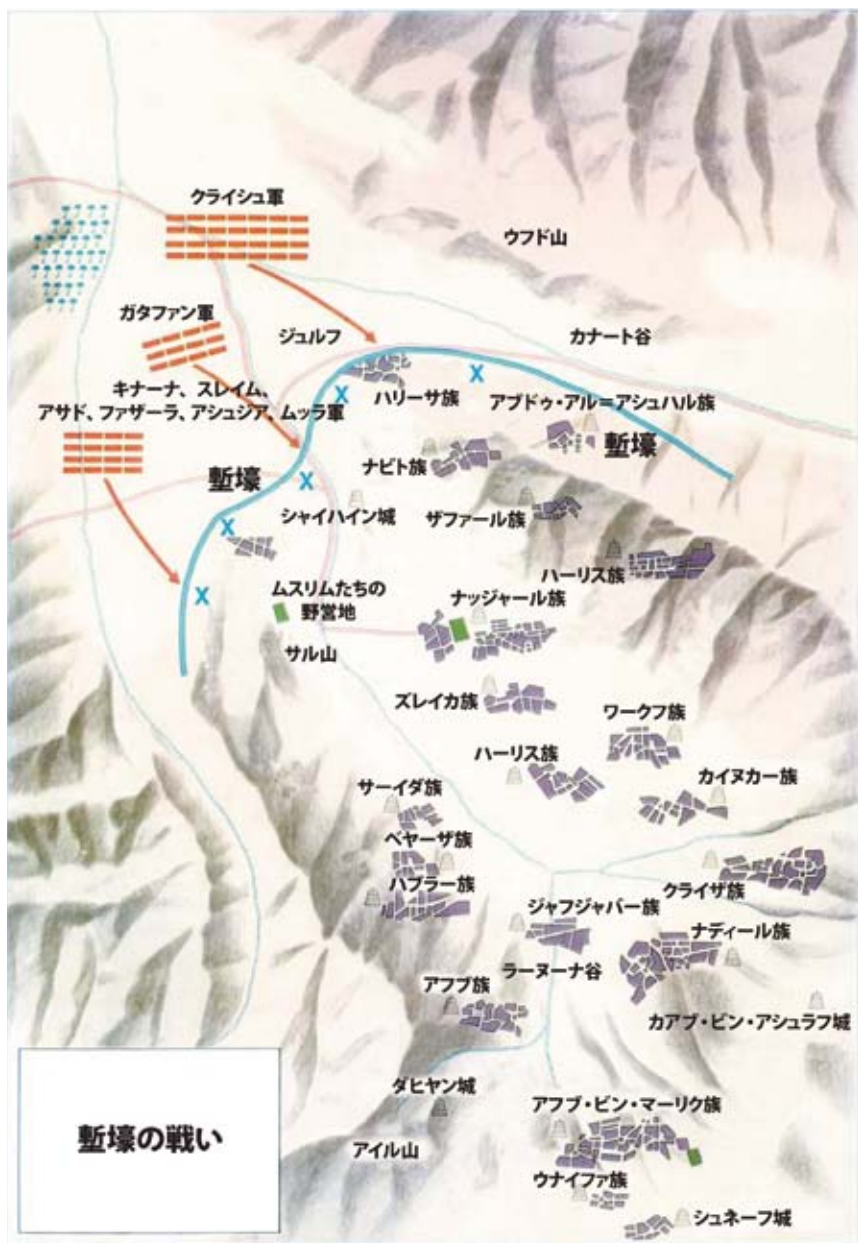 クライシュ軍
ウフド山
ガタファン軍
ジュルフ
カナート谷
キナーナ、スレイム、
アサド、ファザーラ、アシュジア、ムッラ軍
ハリーサ族
アブドゥ・アル＝アシュハル族
塹壕
ナビト族
塹壕
シャイハイン城
ザファール族
ハーリス族
ムスリムたちの
野営地
ナッジャール族
サル山
ズレイカ族
ワークフ族
ハーリス族
カイヌカー族
サーイダ族
ベヤーザ族
ハブラー族
クライザ族
ジャフジャバー族
ナディール族
ラーヌーナ谷
アフブ族
カアブ・ビン・アシュラフ城
ダヒヤン城
アフブ・ビン・マーリク族
塹壕の戦い
アイル山
ウナイファ族
シュネーフ城